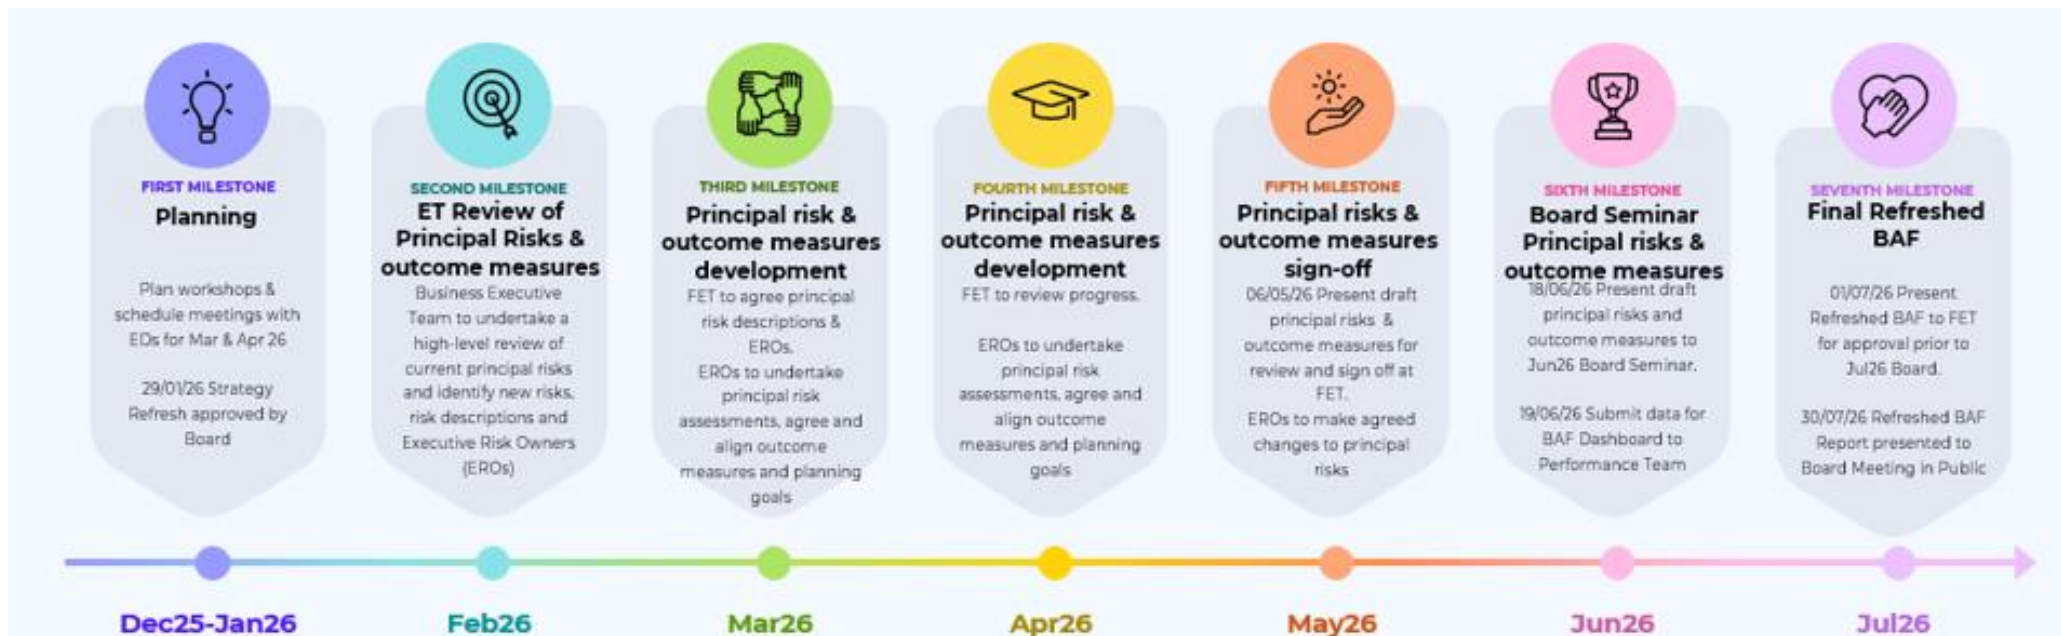 FIRST MILESTONE
Planning
Plan workshops &
schedule meetings with
EDs for Mar & Apr 26
29/01/26 Strategy
Refresh approved by
Board
Dec25-Jan26
SECOND MILESTONE
ET Review of
Principal Risks &
outcome measures
Business Executive
Team to undertake a
high-level review of
current principal risks
and identify new risks,
risk descriptions and
Executive Risk Owners
(EROs)
Feb26
THIRD MILESTONE
Principal risk &
outcome measures
development
FET to agree principal
risk descriptions &
EROs.
EROs to undertake
principal risk
assessments, agree and
align outcome
measures and planning
goals
Mar26
FOURTH MILESTONE
Principal risk &
outcome measures
development
FET to review progress.
EROs to undertake
principal risk
assessments, agree and
align outcome
measures and planning
goals
Apr26
FIFTH MILESTONE
Principal risks &
outcome measures
sign-off
06/05/26 Present draft
principal risks &
outcome measures for
review and sign off at
FET.
EROs to make agreed
changes to principal
risks
May26
SIXTH MILESTONE
Board Seminar
Principal risks &
outcome measures
18/06/26 Present draft
principal risks and
outcome measures to
Jun26 Board Seminar.
19/06/26 Submit data for
BAF Dashboard to
Performance Team
Jun26
SEVENTH MILESTONE
Final Refreshed
BAF
01/07/26 Present
Refreshed BAF to FET
for approval prior to
Jul26 Board.
30/07/26 Refreshed BAF
Report presented to
Board Meeting in Public
Jul26